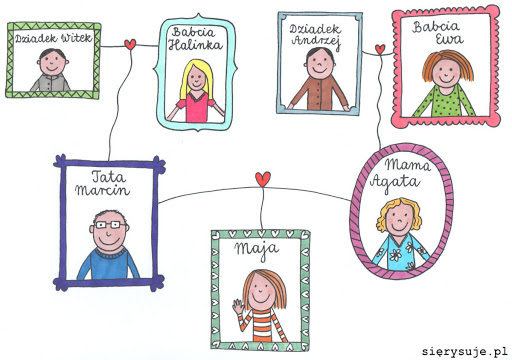 Dziadek Witek
Babcia
Halinka
Dziadek
Andrzej
Babcia
Ewa
Tata
Marcin
Mama
Agata
Maja
sierysuje.pl